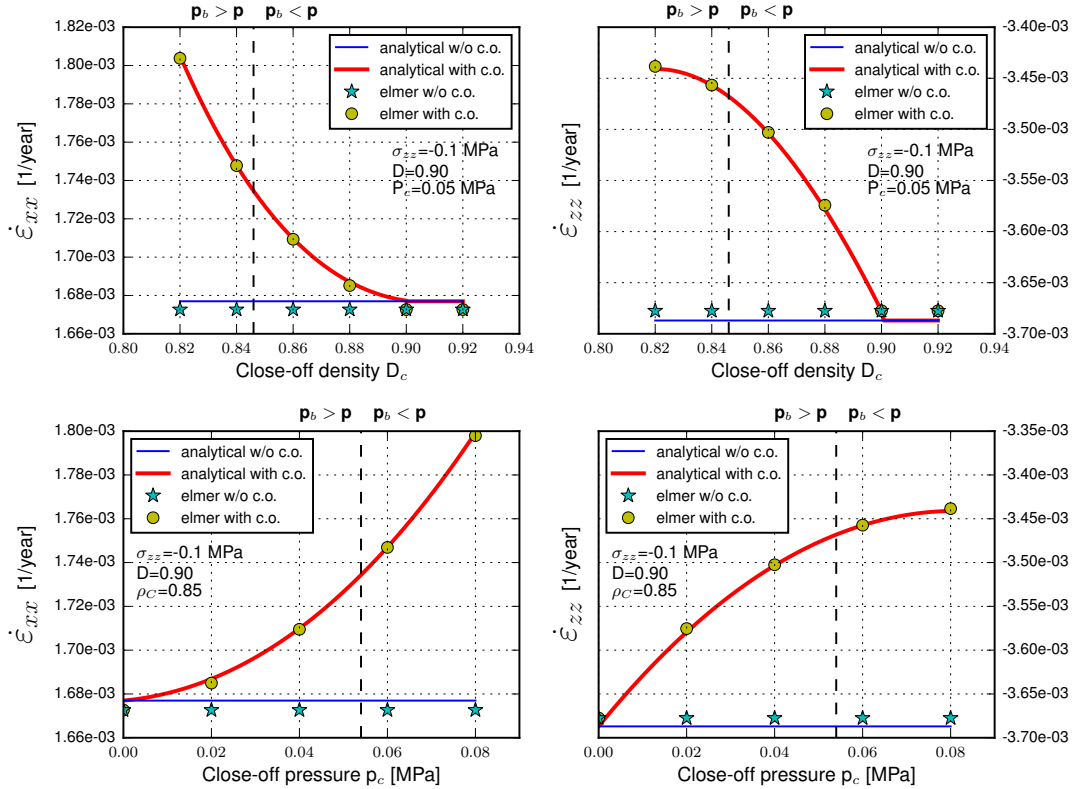 p_b > p p_b < p
1.82e-03
1.80e-03
1.78e-03
1.76e-03
1.74e-03
1.72e-03
1.70e-03
1.68e-03
1.66e-03
ε̇_xx [1/year]
analytical w/o c.o.
analytical with c.o.
elmer w/o c.o.
elmer with c.o.
σ_zz=-0.1 MPa
D=0.90
P_c=0.05 MPa
0.80 0.82 0.84 0.86 0.88 0.90 0.92 0.94
Close-off density D_c
p_b > p p_b < p
-3.40e-03
-3.45e-03
-3.50e-03
-3.55e-03
-3.60e-03
-3.65e-03
-3.70e-03
ε̇_zz [1/year]
analytical w/o c.o.
analytical with c.o.
elmer w/o c.o.
elmer with c.o.
σ_zz=-0.1 MPa
D=0.90
P_c=0.05 MPa
0.80 0.82 0.84 0.86 0.88 0.90 0.92 0.94
Close-off density D_c
p_b > p p_b < p
1.80e-03
1.78e-03
1.76e-03
1.74e-03
1.72e-03
1.70e-03
1.68e-03
1.66e-03
ε̇_xx [1/year]
analytical w/o c.o.
analytical with c.o.
elmer w/o c.o.
elmer with c.o.
σ_zz=-0.1 MPa
D=0.90
ρ_C=0.85
0.00 0.02 0.04 0.06 0.08
Close-off pressure p_c [MPa]
p_b > p p_b < p
-3.35e-03
-3.40e-03
-3.45e-03
-3.50e-03
-3.55e-03
-3.60e-03
-3.65e-03
-3.70e-03
ε̇_zz [1/year]
analytical w/o c.o.
analytical with c.o.
elmer w/o c.o.
elmer with c.o.
σ_zz=-0.1 MPa
D=0.90
ρ_C=0.85
0.00 0.02 0.04 0.06 0.08
Close-off pressure p_c [MPa]